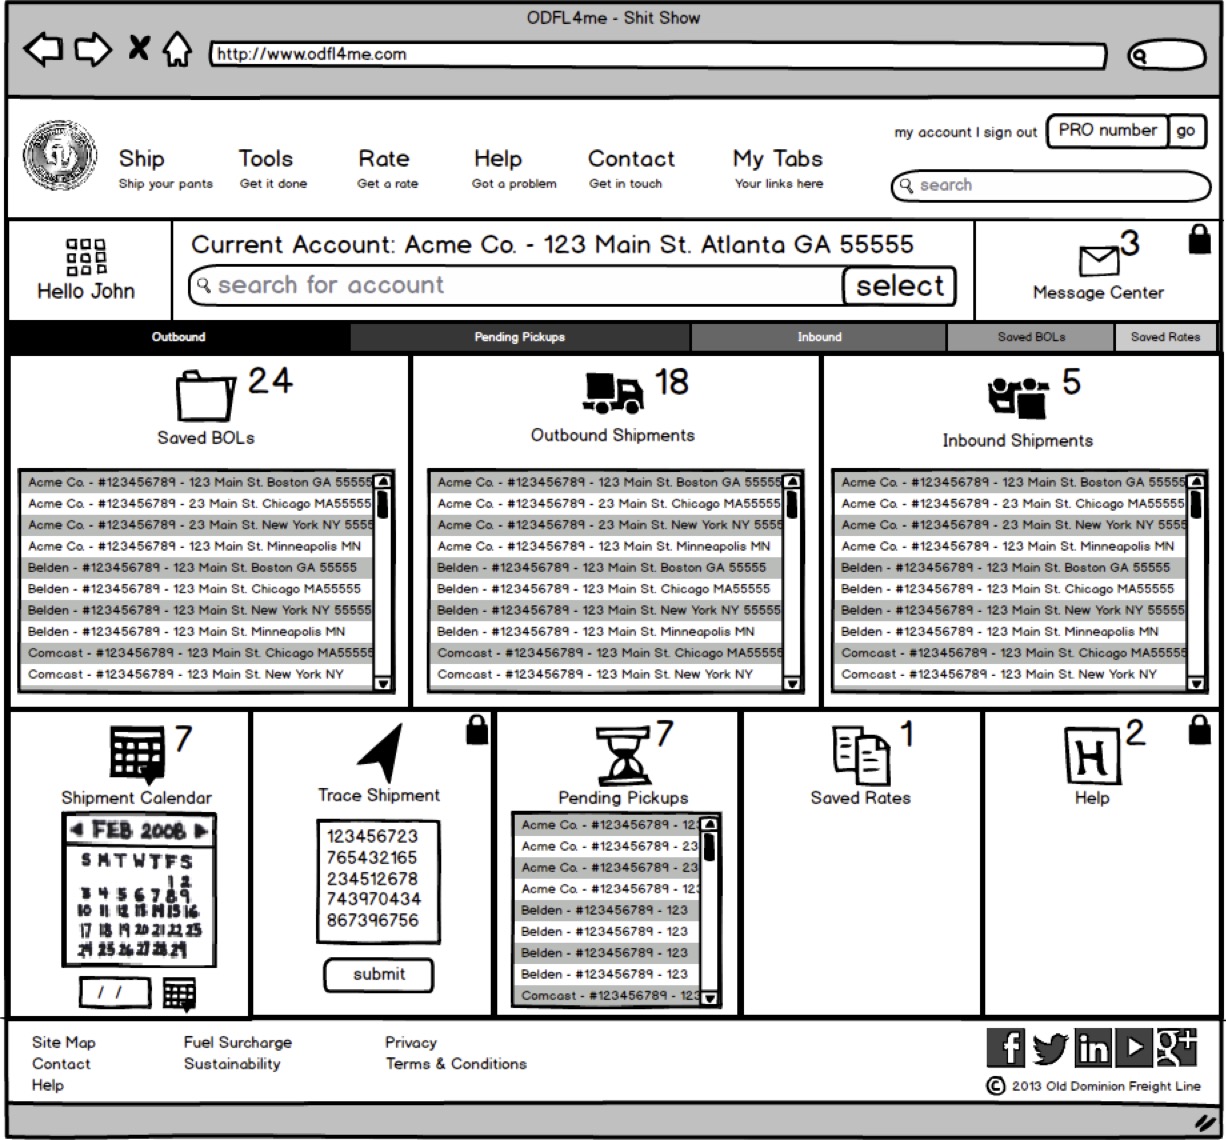 ODFL4me - Shit Show
http://www.odfl4me.com
my account | sign out
PRO number
go
Ship
Tools
Rate
Help
Contact
My Tabs
Ship your pants
Get it done
Get a rate
Got a problem
Get in touch
Your links here
search
Hello John
Current Account: Acme Co. - 123 Main St. Atlanta GA 55555
search for account
select
3
Message Center
Outbound
Pending Pickups
Inbound
Saved BOLs
Saved Rates
24
Saved BOLs
Acme Co. - #123456789 - 123 Main St. Boston GA 55555
Acme Co. - #123456789 - 23 Main St. Chicago MA55555
Acme Co. - #123456789 - 23 Main St. New York NY 5555
Acme Co. - #123456789 - 123 Main St. Minneapolis MN
Belden - #123456789 - 123 Main St. Boston GA 55555
Belden - #123456789 - 123 Main St. Chicago MA55555
Belden - #123456789 - 123 Main St. New York NY 55555
Belden - #123456789 - 123 Main St. Minneapolis MN
Comcast - #123456789 - 123 Main St. Chicago MA55555
Comcast - #123456789 - 123 Main St. New York NY
18
Outbound Shipments
Acme Co. - #123456789 - 123 Main St. Boston GA 55555
Acme Co. - #123456789 - 23 Main St. Chicago MA55555
Acme Co. - #123456789 - 23 Main St. New York NY 5555
Acme Co. - #123456789 - 123 Main St. Minneapolis MN
Belden - #123456789 - 123 Main St. Boston GA 55555
Belden - #123456789 - 123 Main St. Chicago MA55555
Belden - #123456789 - 123 Main St. New York NY 55555
Belden - #123456789 - 123 Main St. Minneapolis MN
Comcast - #123456789 - 123 Main St. Chicago MA55555
Comcast - #123456789 - 123 Main St. New York NY
5
Inbound Shipments
Acme Co. - #123456789 - 123 Main St. Boston GA 55555
Acme Co. - #123456789 - 23 Main St. Chicago MA55555
Acme Co. - #123456789 - 23 Main St. New York NY 5555
Acme Co. - #123456789 - 123 Main St. Minneapolis MN
Belden - #123456789 - 123 Main St. Boston GA 55555
Belden - #123456789 - 123 Main St. Chicago MA55555
Belden - #123456789 - 123 Main St. New York NY 55555
Belden - #123456789 - 123 Main St. Minneapolis MN
Comcast - #123456789 - 123 Main St. Chicago MA55555
Comcast - #123456789 - 123 Main St. New York NY
7
Shipment Calendar
FEB 2008
S M T W T F S
1 2
3 4 5 6 7 8 9
10 11 12 13 14 15 16
17 18 19 20 21 22 23
24 25 26 27 28 29
/ /
Trace Shipment
123456723
765432165
234512678
743970434
867396756
submit
7
Pending Pickups
Acme Co. - #123456789 - 123
Acme Co. - #123456789 - 23
Acme Co. - #123456789 - 23
Acme Co. - #123456789 - 123
Belden - #123456789 - 123
Belden - #123456789 - 123
Belden - #123456789 - 123
Belden - #123456789 - 123
Comcast - #123456789 - 123
1
Saved Rates
H
2
Help
Site Map
Contact
Help
Fuel Surcharge
Sustainability
Privacy
Terms & Conditions
f
in
g+
© 2013 Old Dominion Freight Line